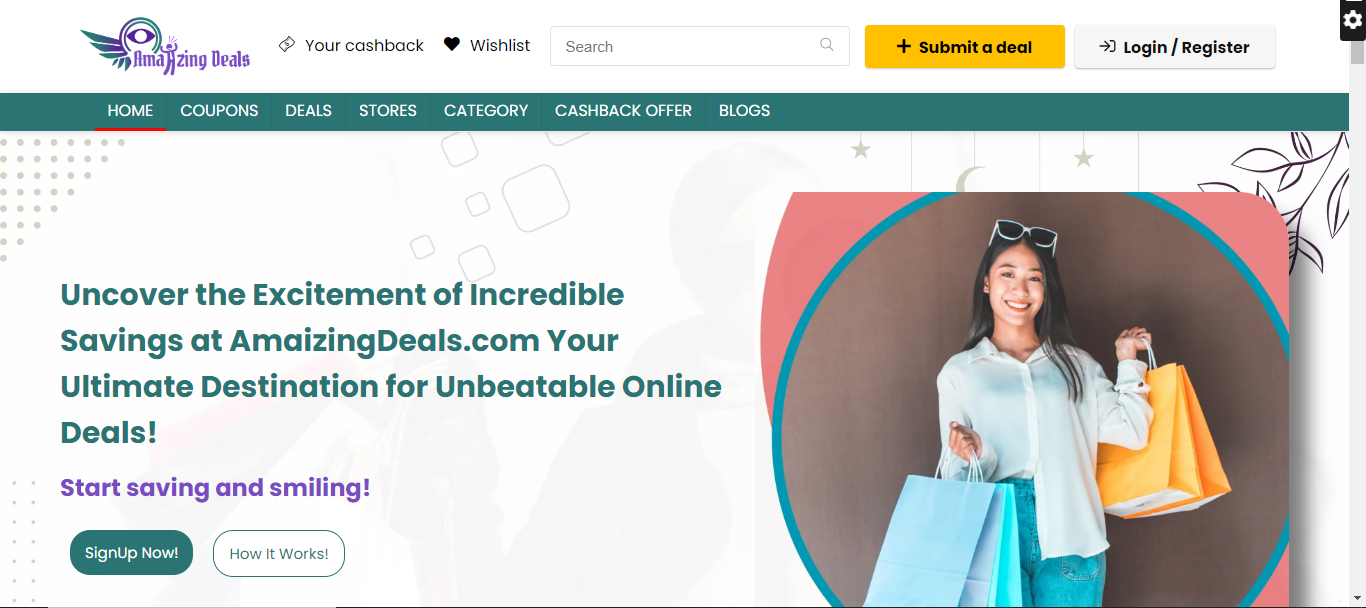 AmaAzing Deals
Your cashback
Wishlist
Search
Submit a deal
Login / Register
HOME COUPONS DEALS STORES CATEGORY CASHBACK OFFER BLOGS
Uncover the Excitement of Incredible
Savings at AmaizingDeals.com Your
Ultimate Destination for Unbeatable Online
Deals!
Start saving and smiling!
SignUp Now!
How It Works!